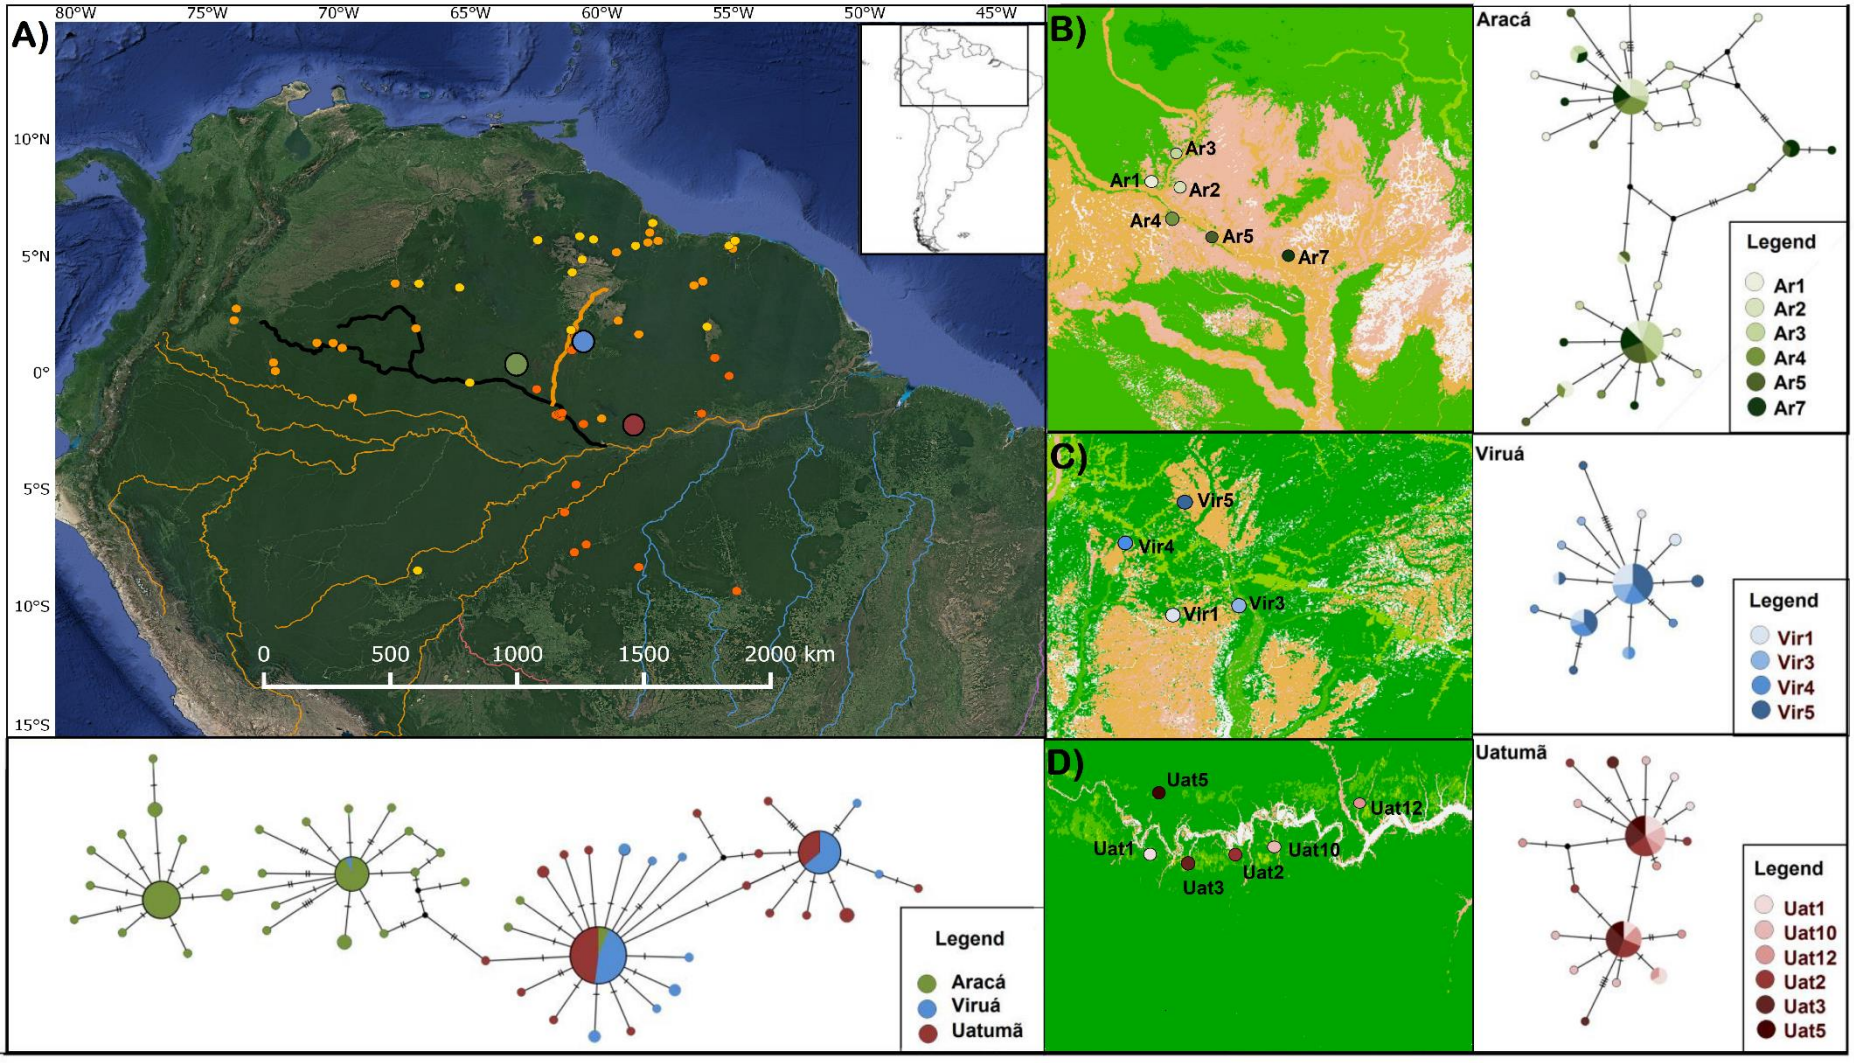 80°W 75°W 70°W 65°W 60°W 55°W 50°W 45°W
A)
10°N
5°N
0°
5°S
10°S
15°S
0 500 1000 1500 2000 km
B)
Ar3
Ar1
Ar2
Ar4
Ar5
Ar7
Aracá
Legend
Ar1
Ar2
Ar3
Ar4
Ar5
Ar7
C)
Vir5
Vir4
Vir1
Vir3
Viruá
Legend
Vir1
Vir3
Vir4
Vir5
D)
Uat5
Uat12
Uat1
Uat10
Uat2
Uat3
Uatumã
Legend
Uat1
Uat10
Uat12
Uat2
Uat3
Uat5
Legend
Aracá
Viruá
Uatumã